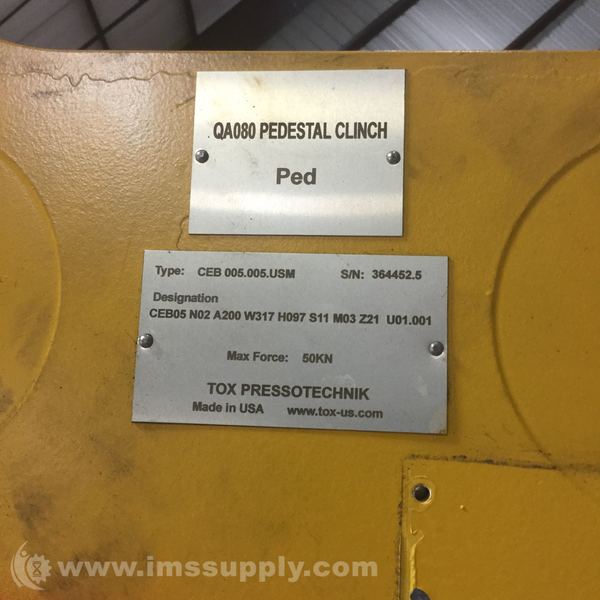 QA080 PEDESTAL CLINCH
Ped
Type: CEB 005.005.USM S/N: 364452.5
Designation
CEB05 N02 A200 W317 H097 S11 M03 Z21 U01.001
Max Force: 50KN
TOX PRESSOTECHNIK
Made in USA www.tox-us.com
www.imssupply.com